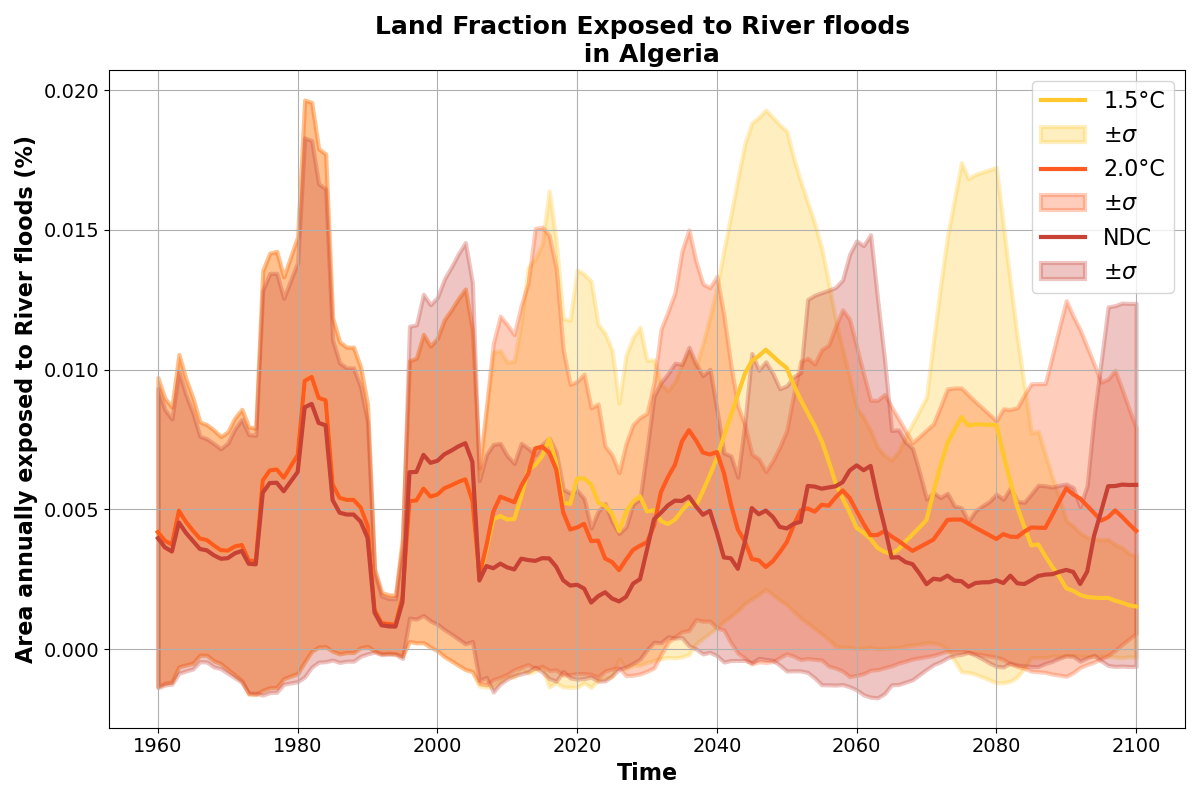 Land Fraction Exposed to River floods
in Algeria
Area annually exposed to River floods (%)
0.020
0.015
0.010
0.005
0.000
1.5°C
±σ
2.0°C
±σ
NDC
±σ
1960
1980
2000
2020
2040
2060
2080
2100
Time